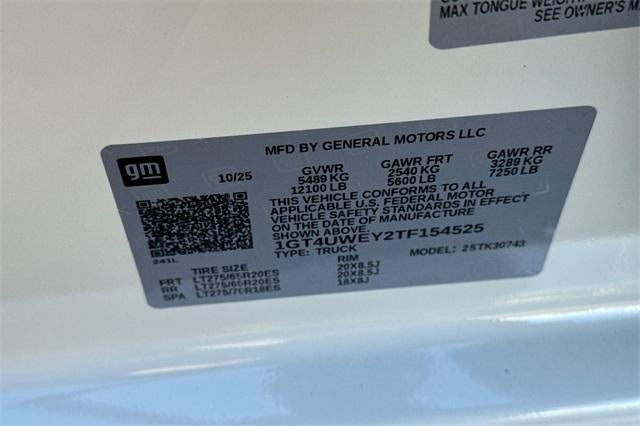 MAX TONGUE WEIGHT
SEE OWNER'S
MFD BY GENERAL MOTORS LLC
gm
10/25
GVWR GAWR FRT GAWR RR
5489 KG 2540 KG 3289 KG
12100 LB 5600 LB 7250 LB
THIS VEHICLE CONFORMS TO ALL
APPLICABLE U.S. FEDERAL MOTOR
VEHICLE SAFETY STANDARDS IN EFFECT
ON THE DATE OF MANUFACTURE
SHOWN ABOVE.
1GT4UWEY2TF154525
TYPE: TRUCK MODEL: 2STK30743
241L
TIRE SIZE RIM
FRT LT275/65R20ES 20X8.5J
RR LT275/65R20ES 20X8.5J
SPA LT275/70R18ES 18X8J